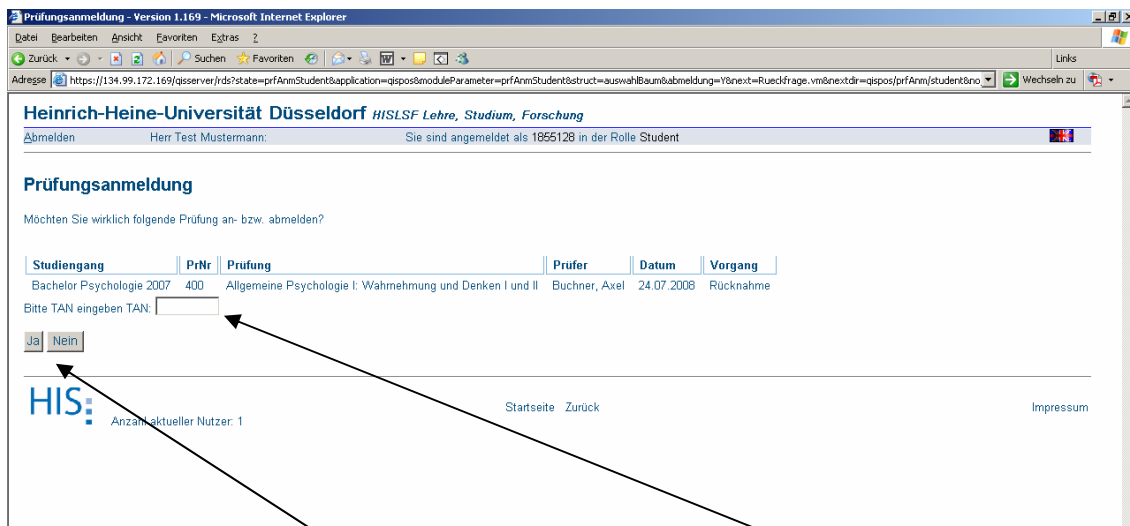 Prüfungsanmeldung - Version 1.169 - Microsoft Internet Explorer
Datei Bearbeiten Ansicht Favoriten Extras ?
Zurück Suchen Favoriten Links
Adresse https://134.99.172.169/qisserver/rds?state=prfAnmStudent&application=qispos&moduleParameter=prfAnmStudent&struct=auswahlBaum&abmeldung=Y&next=Rueckfrage.vm&nextdir=qispos/prfAnm/student&no Wechseln zu
Heinrich-Heine-Universität Düsseldorf HISLSF Lehre, Studium, Forschung
Abmelden Herr Test Mustermann: Sie sind angemeldet als 1855128 in der Rolle Student
Prüfungsanmeldung
Möchten Sie wirklich folgende Prüfung an- bzw. abmelden?
Studiengang PrNr Prüfung Prüfer Datum Vorgang
Bachelor Psychologie 2007 400 Allgemeine Psychologie I: Wahrnehmung und Denken I und II Buchner, Axel 24.07.2008 Rücknahme
Bitte TAN eingeben TAN:
Ja Nein
HIS:
Startseite Zurück Impressum
Anzahl aktueller Nutzer: 1